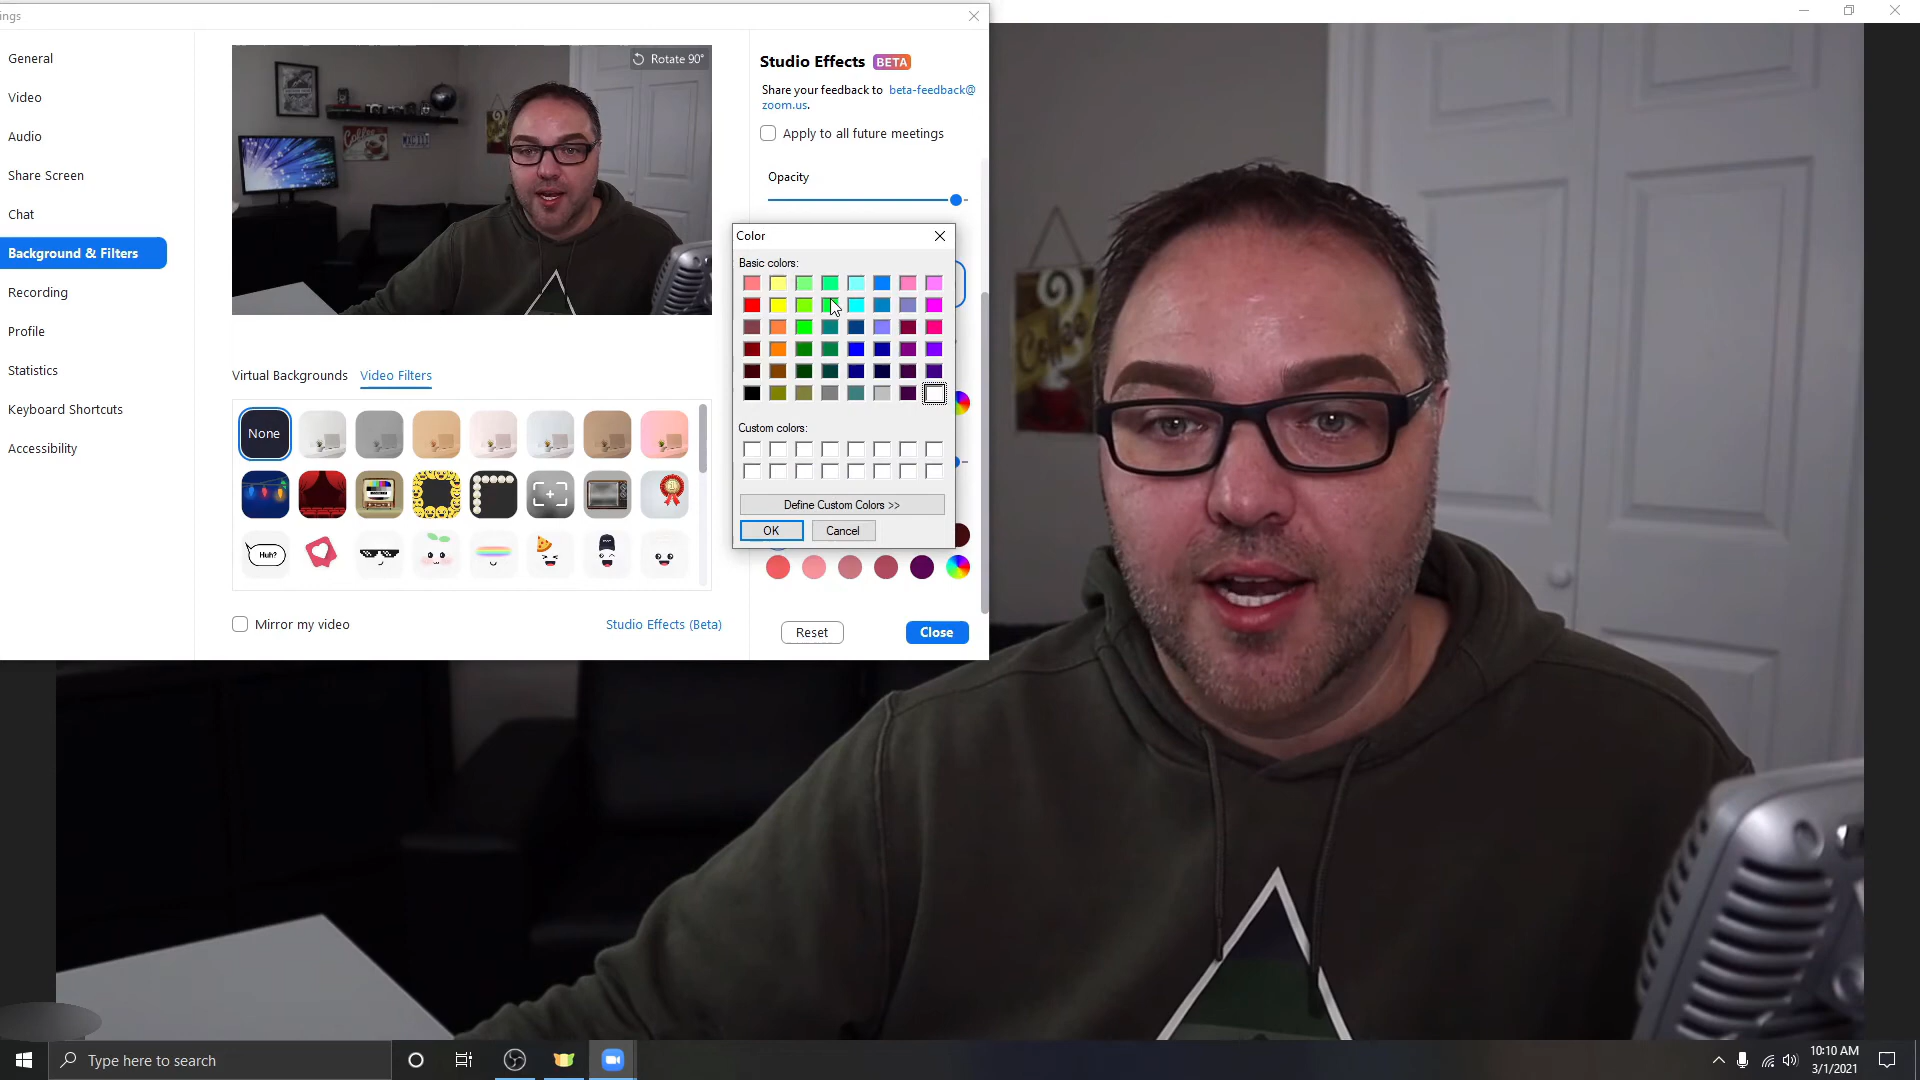 ings
General
Video
Audio
Share Screen
Chat
Background & Filters
Recording
Profile
Statistics
Keyboard Shortcuts
Accessibility
Rotate 90°
Coffee
Virtual Backgrounds
Video Filters
None
Huh?
Mirror my video
Studio Effects (Beta)
Studio Effects BETA
Share your feedback to beta-feedback@
zoom.us.
Apply to all future meetings
Opacity
Color
Basic colors:
Custom colors:
Define Custom Colors >>
OK
Cancel
Reset
Close
Coffee
Type here to search
10:10 AM
3/1/2021